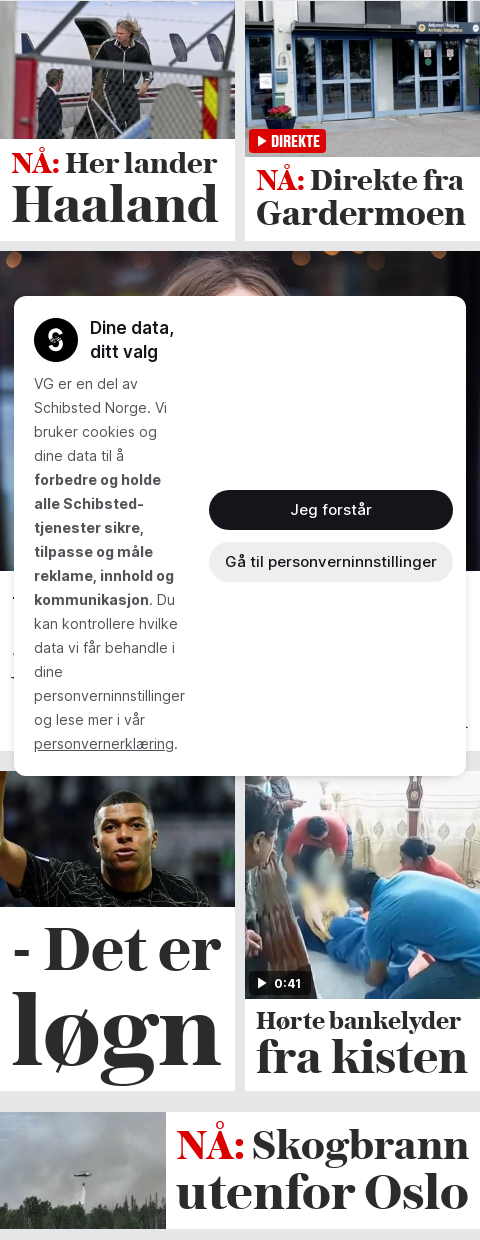 NÅ: Her lander
Haaland
DIREKTE
NÅ: Direkte fra
Gardermoen
Dine data,
ditt valg
VG er en del av
Schibsted Norge. Vi
bruker cookies og
dine data til å
forbedre og holde
alle Schibsted-
tjenester sikre,
tilpasse og måle
reklame, innhold og
kommunikasjon. Du
kan kontrollere hvilke
data vi får behandle i
dine
personverninnstillinger
og lese mer i vår
personvernerklæring.
Jeg forstår
Gå til personverninnstillinger
- Det er
løgn
0:41
Hørte bankelyder
fra kisten
NÅ: Skogbrann
utenfor Oslo